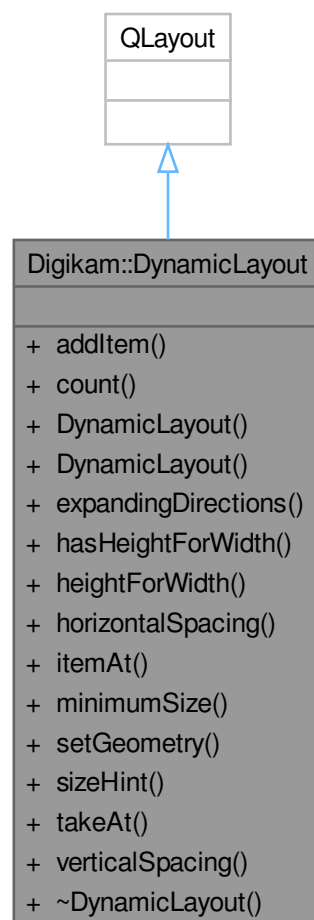 QLayout
Digikam::DynamicLayout
+ addItem()
+ count()
+ DynamicLayout()
+ DynamicLayout()
+ expandingDirections()
+ hasHeightForWidth()
+ heightForWidth()
+ horizontalSpacing()
+ itemAt()
+ minimumSize()
+ setGeometry()
+ sizeHint()
+ takeAt()
+ verticalSpacing()
+ ~DynamicLayout()